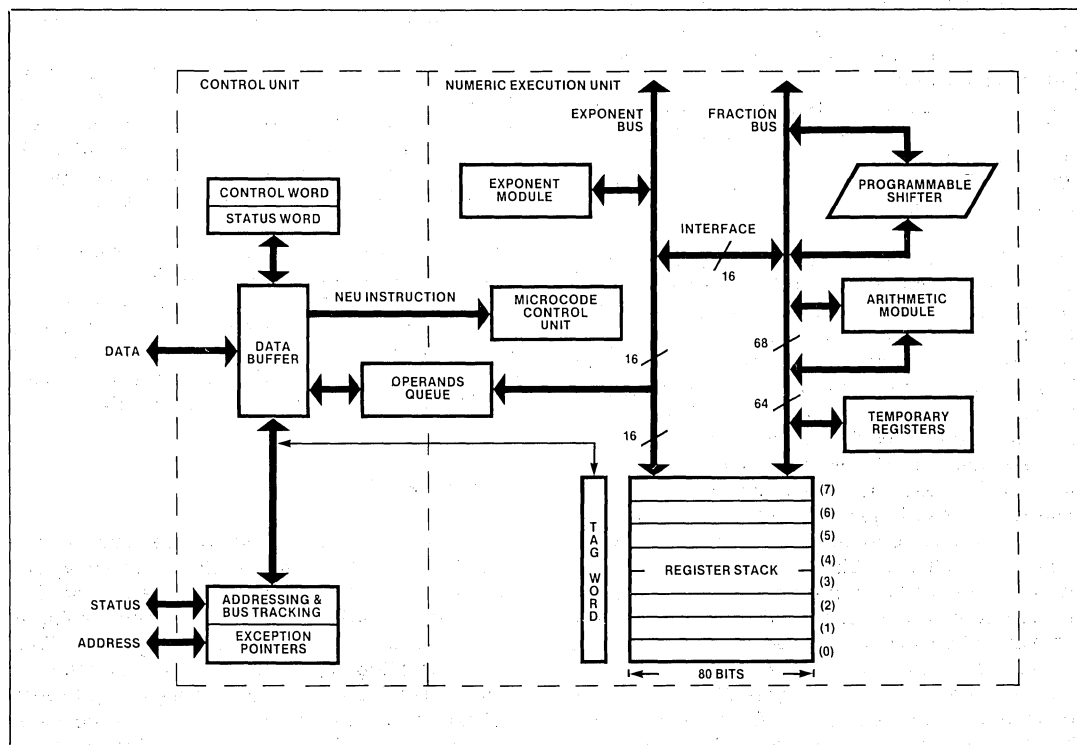 CONTROL UNIT
NUMERIC EXECUTION UNIT
EXPONENT
BUS
FRACTION
BUS
EXPONENT
MODULE
PROGRAMMABLE
SHIFTER
CONTROL WORD
STATUS WORD
INTERFACE
16
NEU INSTRUCTION
MICROCODE
CONTROL
UNIT
ARITHMETIC
MODULE
DATA
DATA
BUFFER
16
68
OPERANDS
QUEUE
64
TEMPORARY
REGISTERS
16
TAG WORD
(7)
(6)
(5)
(4)
REGISTER STACK
(3)
(2)
(1)
(0)
STATUS
ADDRESSING &
BUS TRACKING
ADDRESS
EXCEPTION
POINTERS
80 BITS